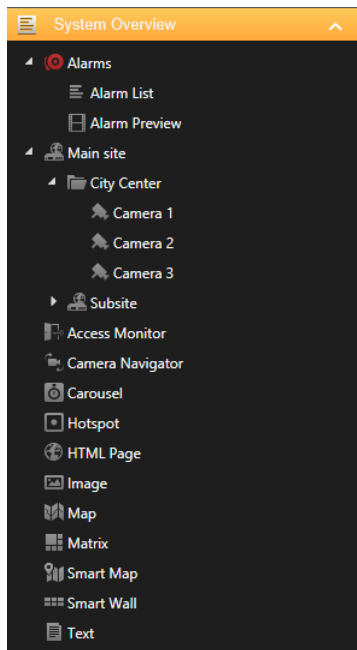 System Overview
Alarms
Alarm List
Alarm Preview
Main site
City Center
Camera 1
Camera 2
Camera 3
Subsite
Access Monitor
Camera Navigator
Carousel
Hotspot
HTML Page
Image
Map
Matrix
Smart Map
Smart Wall
Text